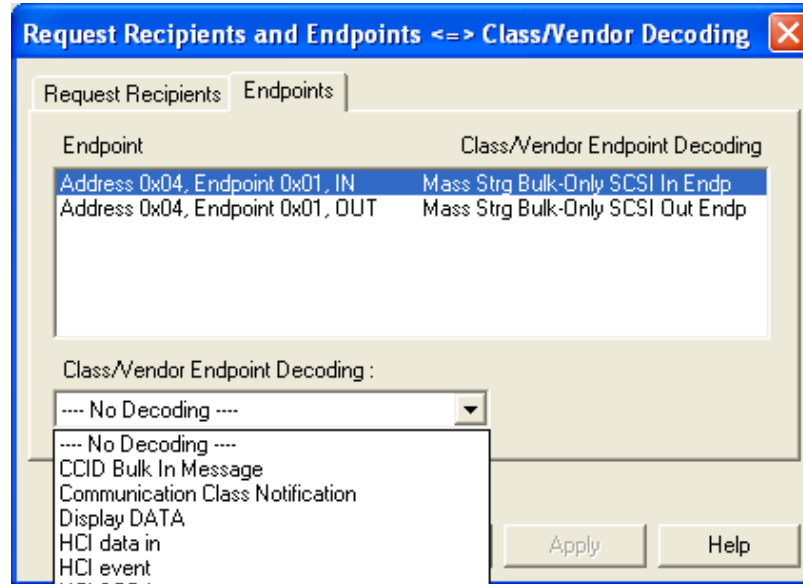 Request Recipients and Endpoints <=> Class/Vendor Decoding
Request Recipients Endpoints
Endpoint Class/Vendor Endpoint Decoding
Address 0x04, Endpoint 0x01, IN Mass Strg Bulk-Only SCSI In Endp
Address 0x04, Endpoint 0x01, OUT Mass Strg Bulk-Only SCSI Out Endp
Class/Vendor Endpoint Decoding :
---- No Decoding ----
---- No Decoding ----
CCID Bulk In Message
Communication Class Notification
Display DATA
HCI data in
Apply Help
HCI event